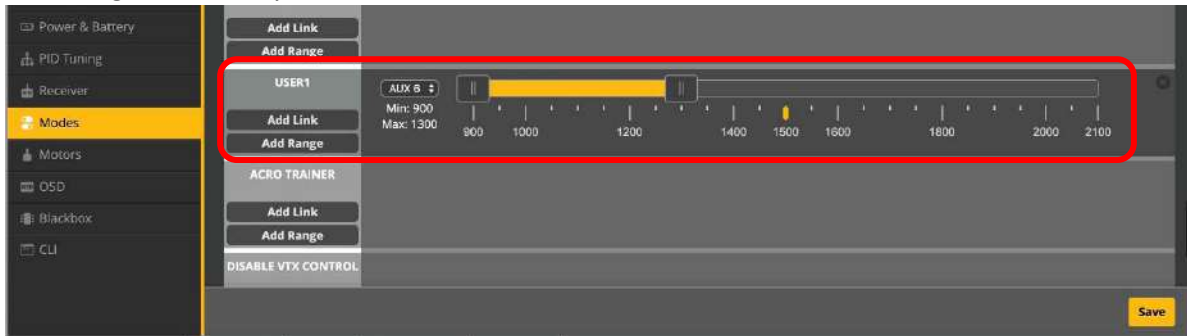 Power & Battery
PID Tuning
Receiver
Modes
Motors
OSD
Blackbox
CLI
Add Link
Add Range
USER1
Add Link
Add Range
AUX 6
Min: 900
Max: 1300
900 1000 1200 1400 1500 1600 1800 2000 2100
ACRO TRAINER
Add Link
Add Range
DISABLE VTX CONTROL
Save